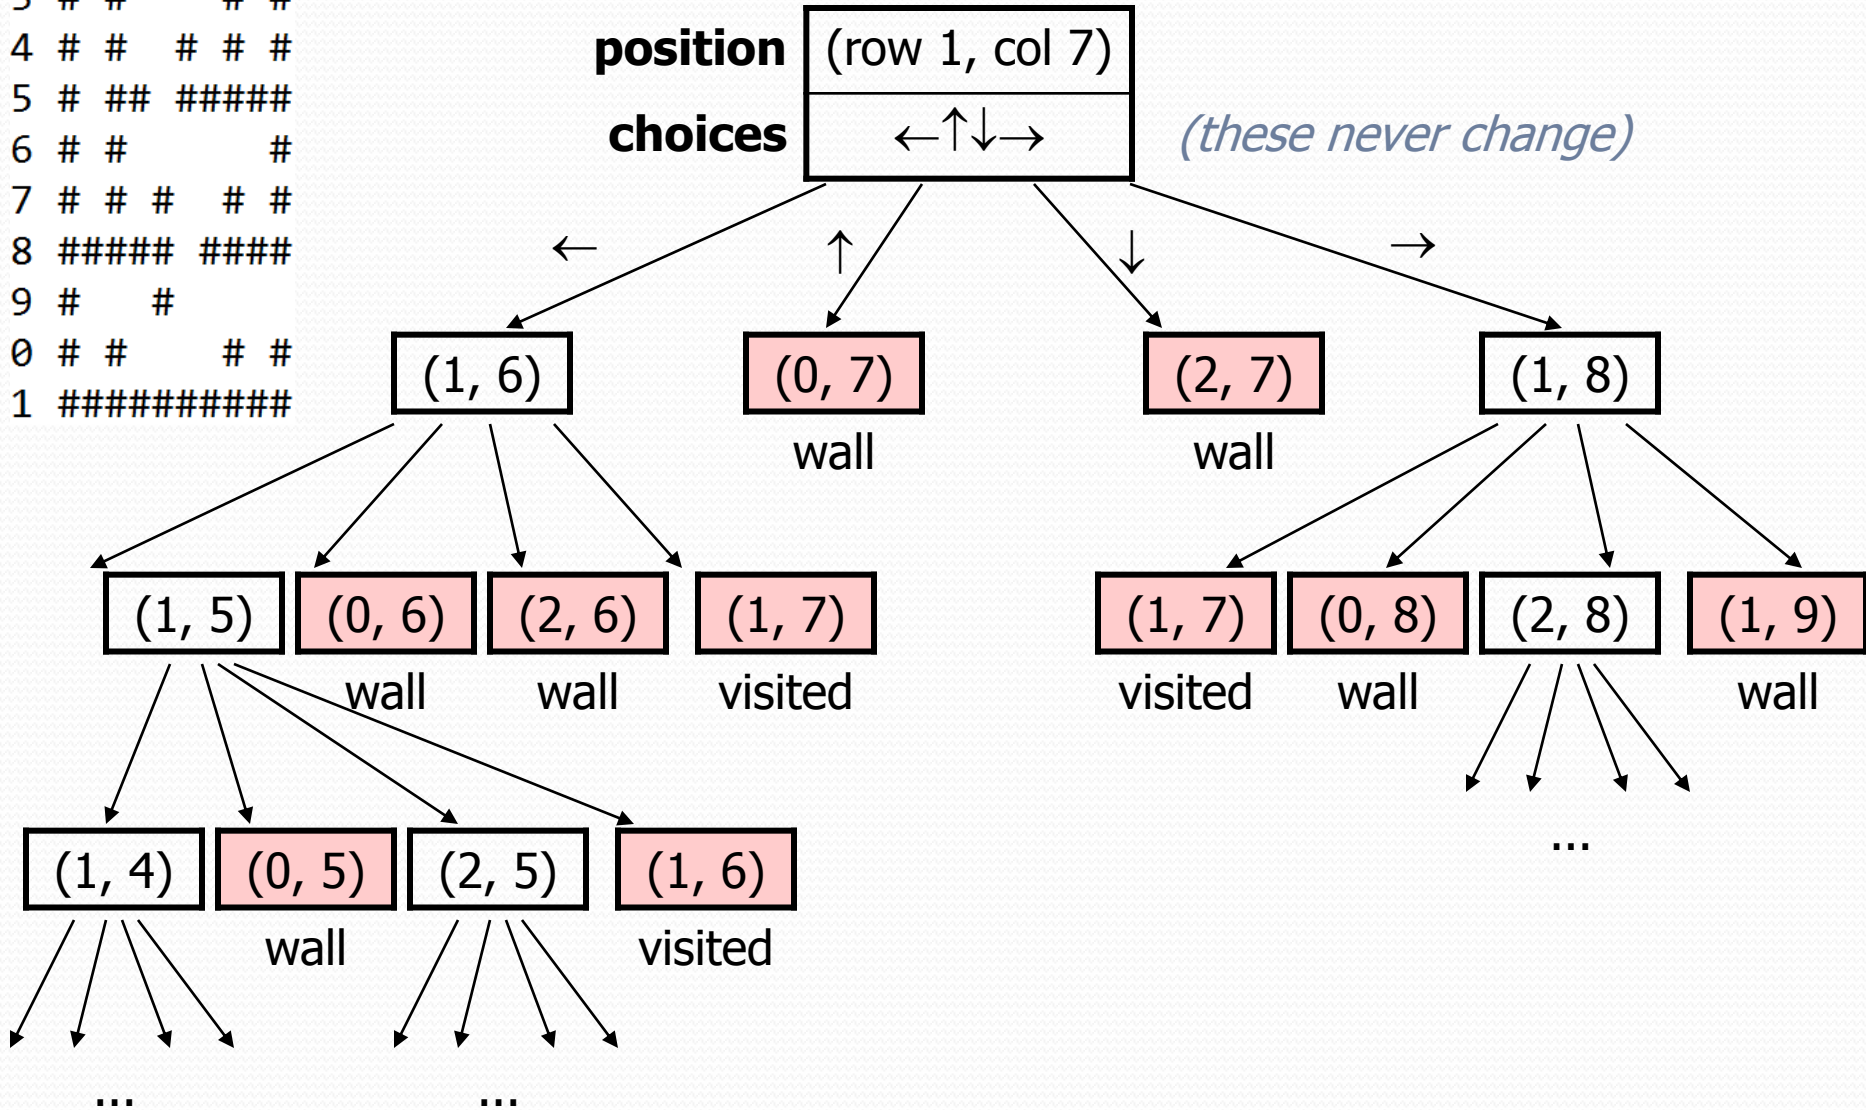 3 # #    # #
4 # #  # # #
5 # ## #####
6 # #      #
7 # # #  # #
8 ##### ####
9 #   #
0 # #    # #
1 ##########
position (row 1, col 7)
choices ←↑↓→ (these never change)
← ↑ ↓ →
(1, 6) (0, 7) (2, 7) (1, 8)
wall wall
(1, 5) (0, 6) (2, 6) (1, 7) (1, 7) (0, 8) (2, 8) (1, 9)
wall wall visited visited wall wall
...
(1, 4) (0, 5) (2, 5) (1, 6)
wall visited
... ...